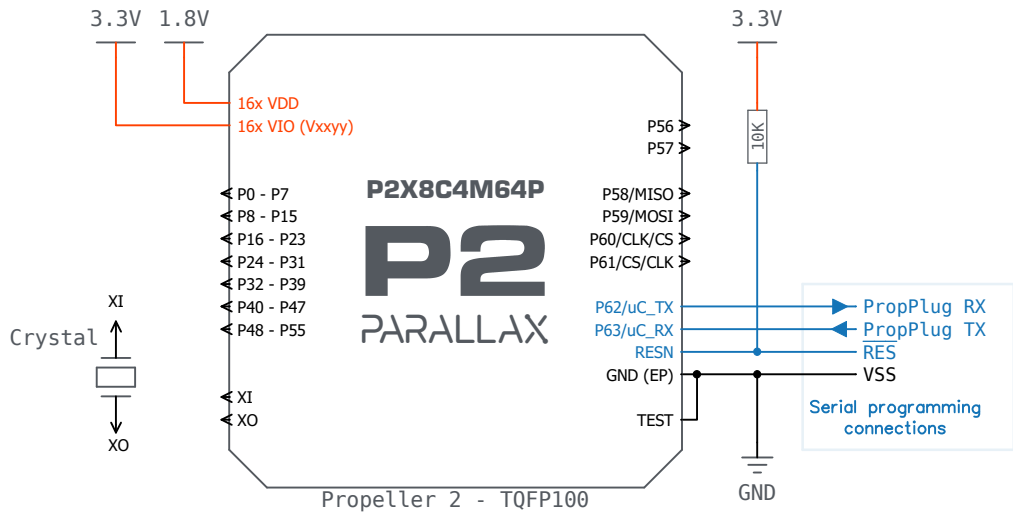 3.3V
1.8V
3.3V
16x VDD
16x VIO (Vxxyy)
P56
P57
10K
P2X8C4M64P
P2
PARALLAX
P0 - P7
P8 - P15
P16 - P23
P24 - P31
P32 - P39
P40 - P47
P48 - P55
P58/MISO
P59/MOSI
P60/CLK/CS
P61/CS/CLK
P62/uC_TX
P63/uC_RX
RESN
GND (EP)
TEST
PropPlug RX
PropPlug TX
RES
VSS
Serial programming
connections
XI
Crystal
XO
XI
XO
GND
Propeller 2 - TQFP100